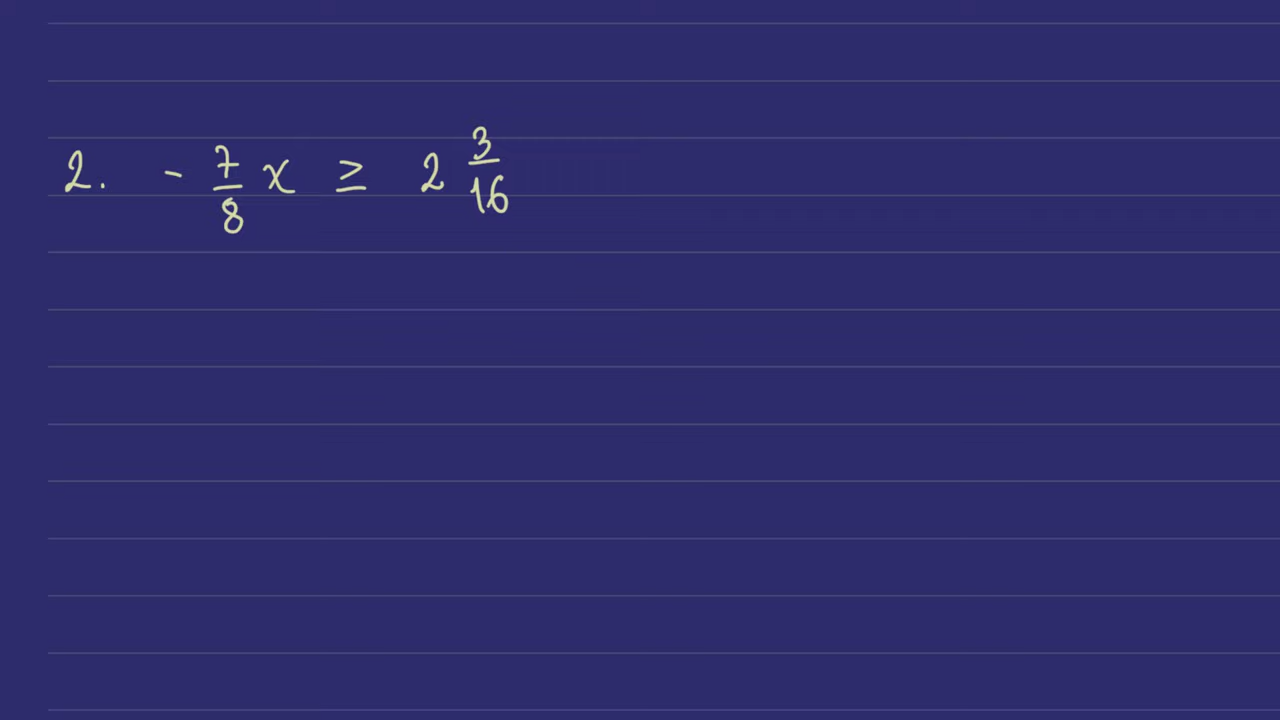 2. - 7/8 x ≥ 2 3/16